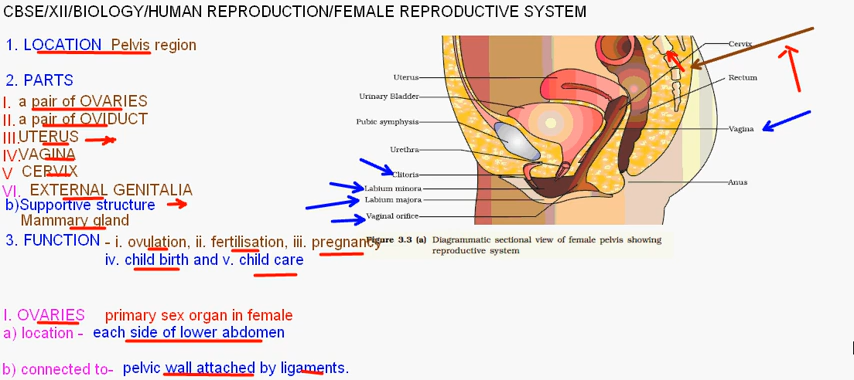 CBSE/XII/BIOLOGY/HUMAN REPRODUCTION/FEMALE REPRODUCTIVE SYSTEM
1. LOCATION Pelvis region
2. PARTS
I. a pair of OVARIES
II. a pair of OVIDUCT
III.UTERUS
IV.VAGINA
V CERVIX
VI. EXTERNAL GENITALIA
b)Supportive structure
Mammary gland
3. FUNCTION - i. ovulation, ii. fertilisation, iii. pregnancy
iv. child birth and v. child care
Uterus
Urinary Bladder
Pubic symphysis
Urethra
Clitoris
Labium minora
Labium majora
Vaginal orifice
Cervix
Rectum
Vagina
Anus
Figure 3.3 (a) Diagrammatic sectional view of female pelvis showing
reproductive system
I. OVARIES primary sex organ in female
a) location - each side of lower abdomen
b) connected to- pelvic wall attached by ligaments.